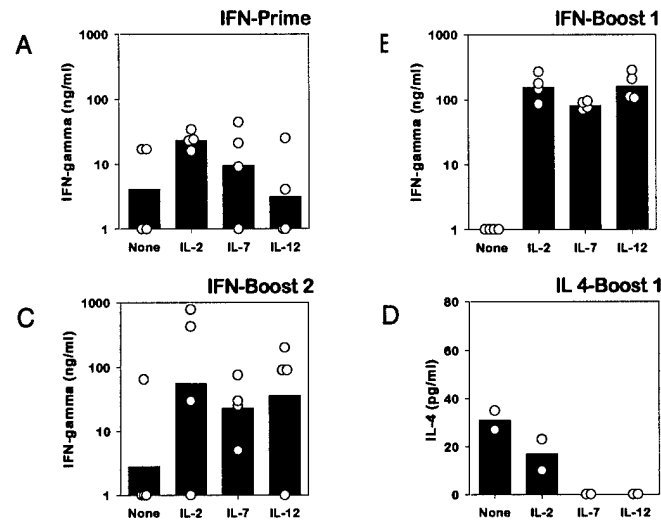 A
IFN-Prime
IFN-gamma (ng/ml)
1000
100
10
1
None IL-2 IL-7 IL-12
E
IFN-Boost 1
IFN-gamma (ng/ml)
1000
100
10
1
None IL-2 IL-7 IL-12
C
IFN-Boost 2
IFN-gamma (ng/ml)
1000
100
10
1
None IL-2 IL-7 IL-12
D
IL 4-Boost 1
IL-4 (pg/ml)
80
60
40
20
0
None IL-2 IL-7 IL-12